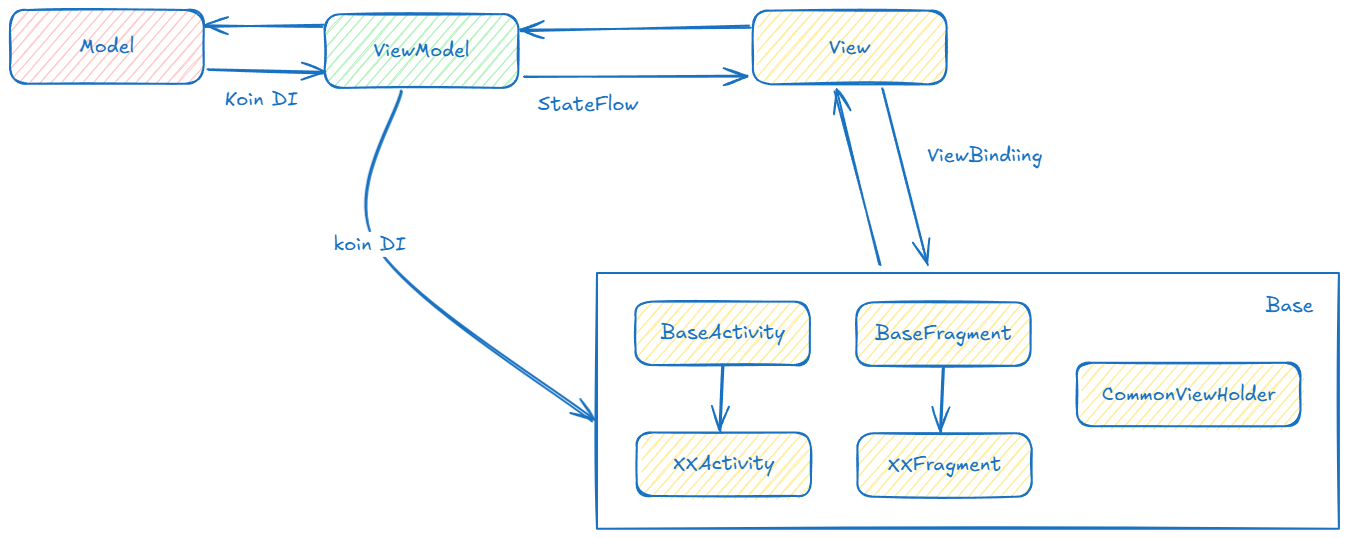 Model
ViewModel
View
Koin DI
StateFlow
ViewBindiing
koin DI
Base
BaseActivity
BaseFragment
CommonViewHolder
XXActivity
XXFragment